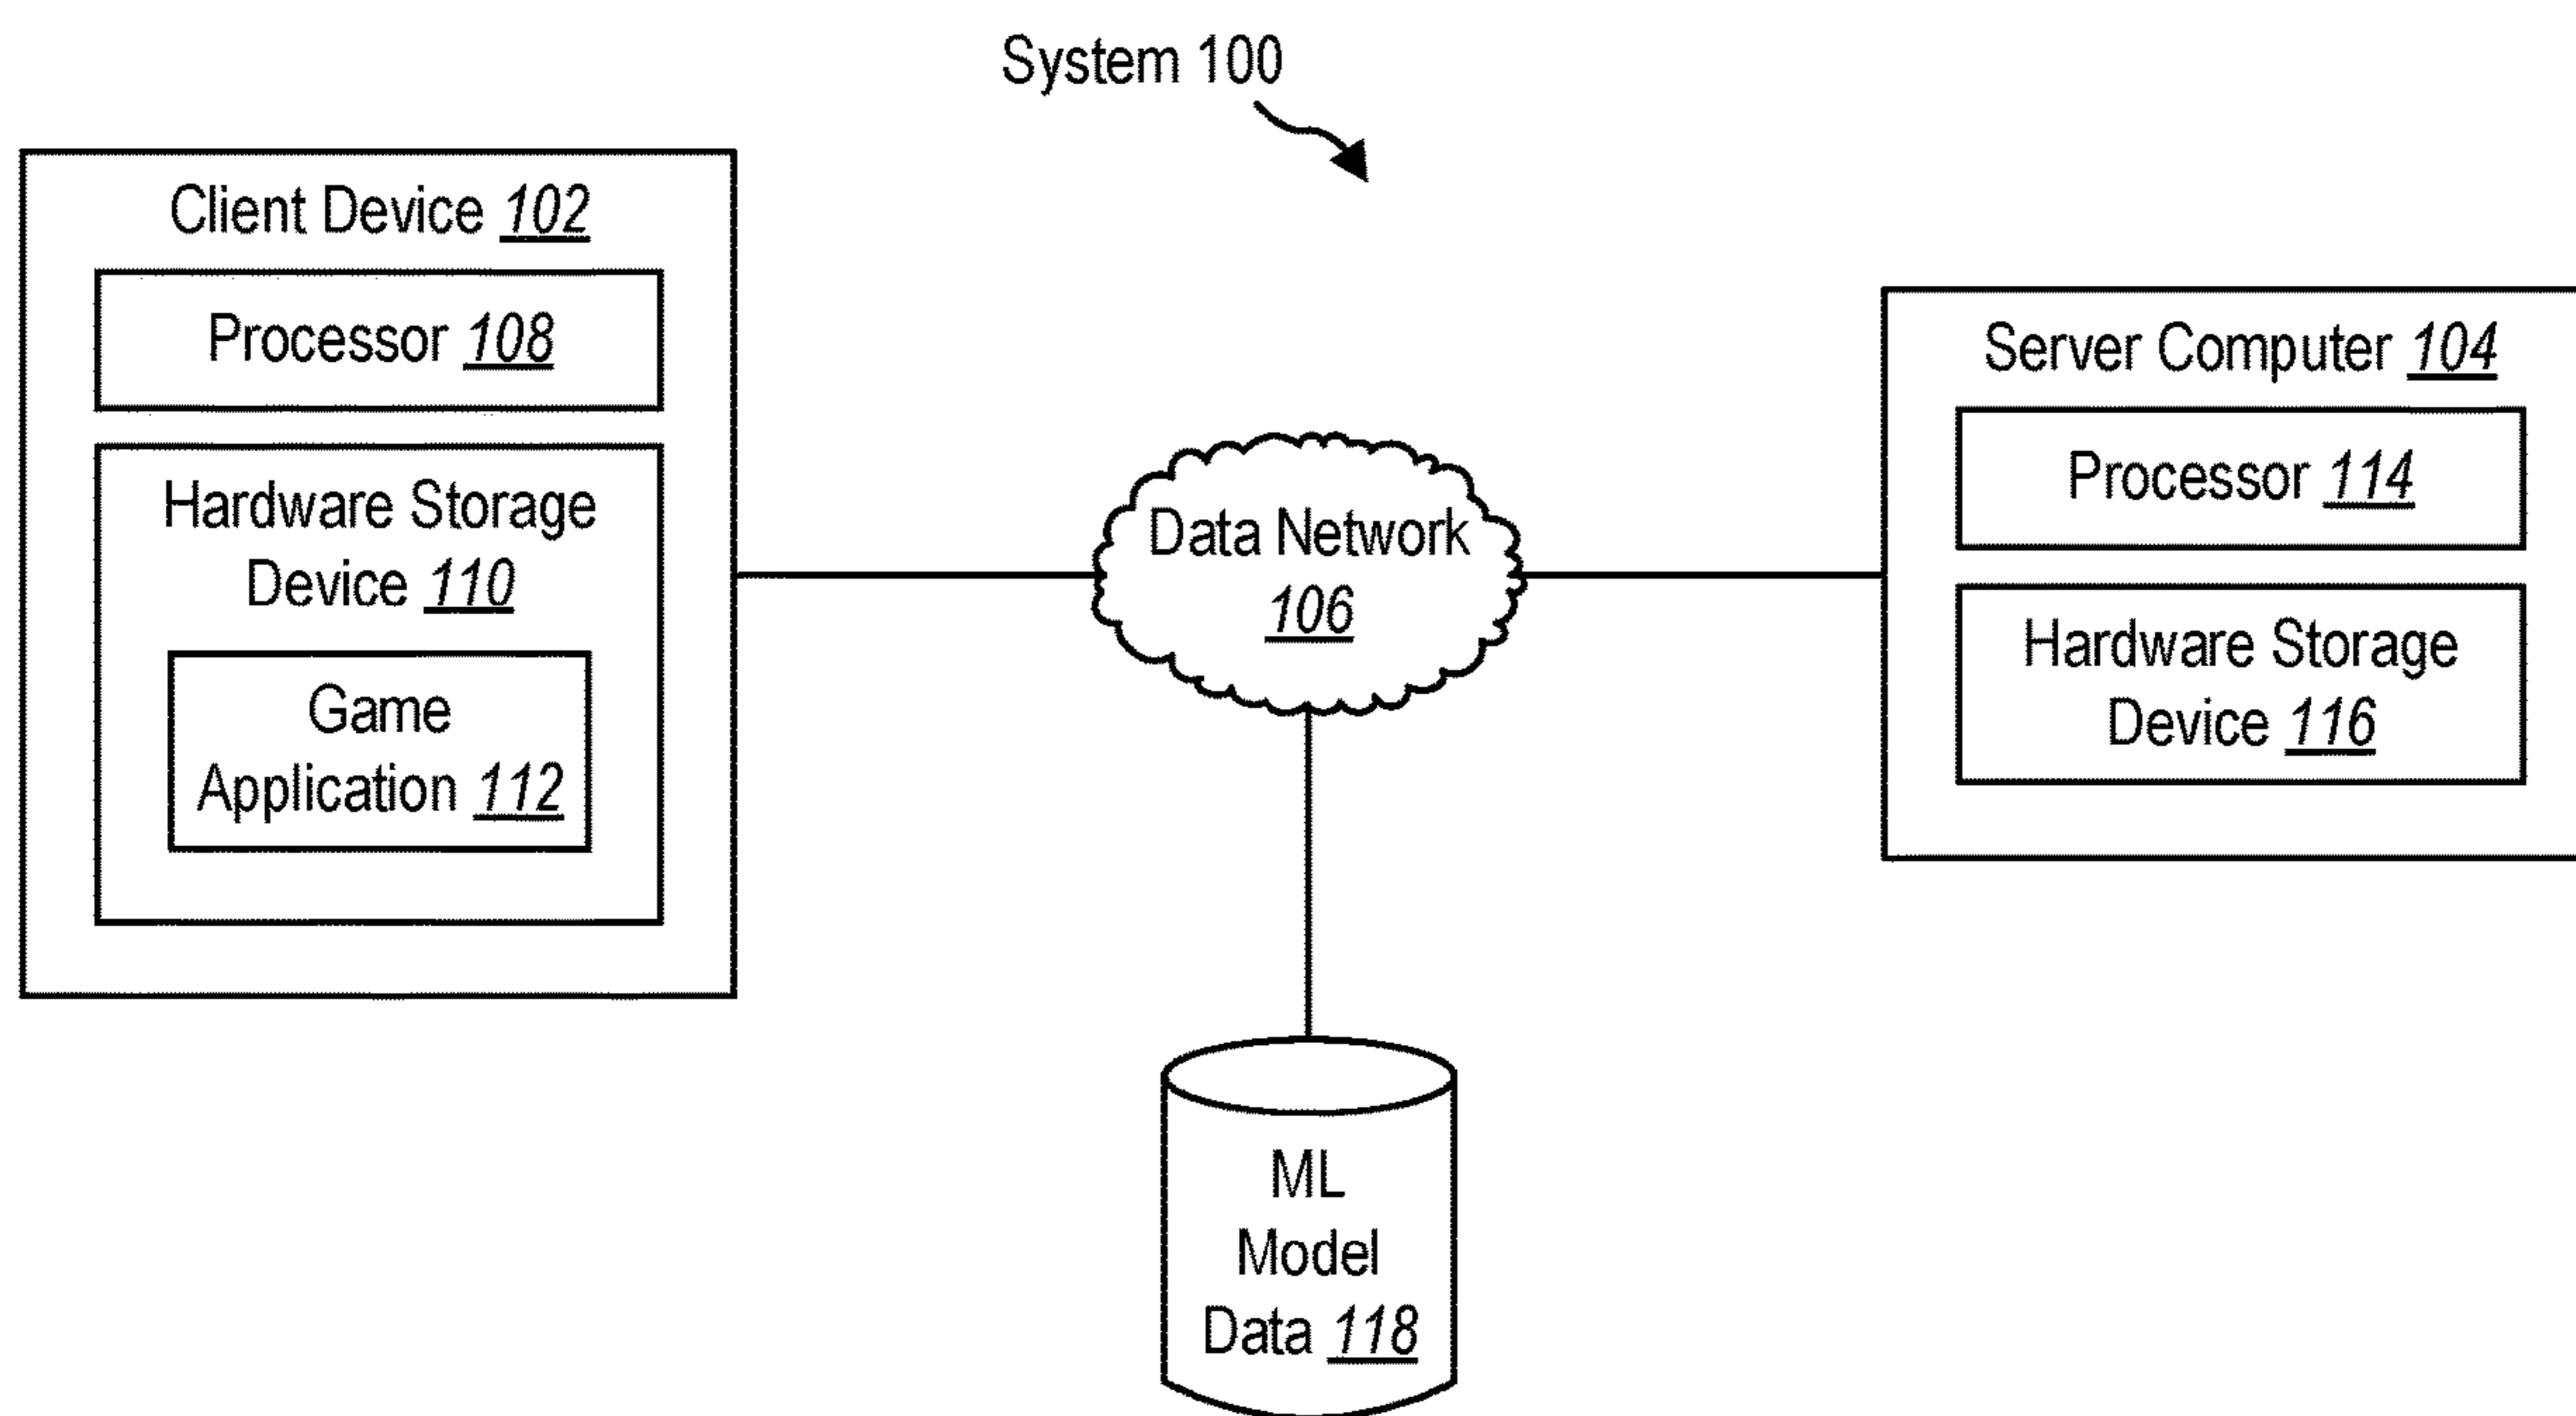 System 100
Client Device 102
Processor 108
Hardware Storage
Device 110
Game
Application 112
Data Network
106
Server Computer 104
Processor 114
Hardware Storage
Device 116
ML
Model
Data 118